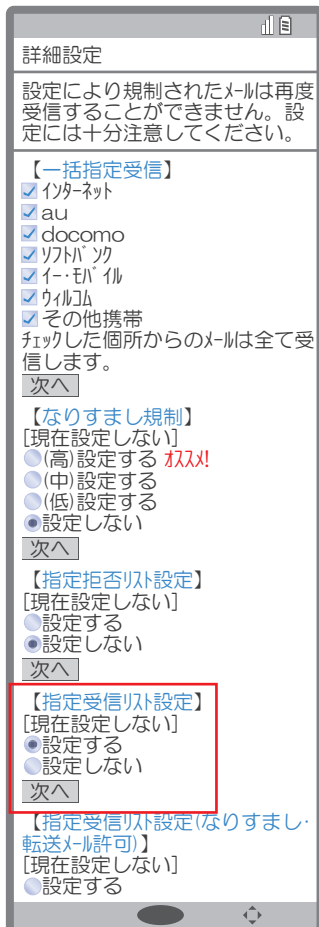 詳細設定
設定により規制されたﾒｰﾙは再度
受信することができません。設
定には十分注意してください。
【一括指定受信】
ｲﾝﾀｰﾈｯﾄ
au
docomo
ｿﾌﾄﾊﾞﾝｸ
ｲｰ･ﾓﾊﾞｲﾙ
ｳｨﾙｺﾑ
その他携帯
ﾁｪｯｸした個所からのﾒｰﾙは全て受
信します。
次へ
【なりすまし規制】
[現在設定しない]
(高)設定する ｵｽｽﾒ!
(中)設定する
(低)設定する
設定しない
次へ
【指定拒否ﾘｽﾄ設定】
[現在設定しない]
設定する
設定しない
次へ
【指定受信ﾘｽﾄ設定】
[現在設定しない]
設定する
設定しない
次へ
【指定受信ﾘｽﾄ設定(なりすまし･
転送ﾒｰﾙ許可)】
[現在設定しない]
設定する